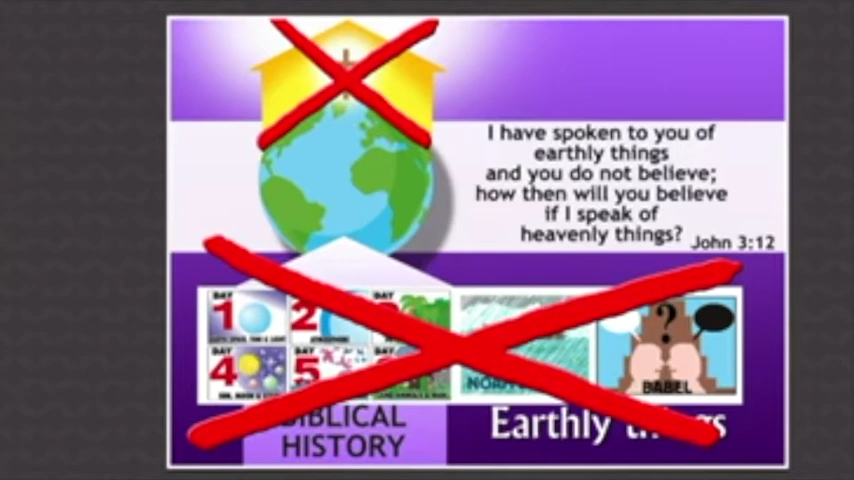 I have spoken to you of
earthly things
and you do not believe;
how then will you believe
if I speak of
heavenly things? John 3:12
DAY DAY DAY
1 2
DAY DAY
4 5
BABEL
BIBLICAL
HISTORY
Earthly things